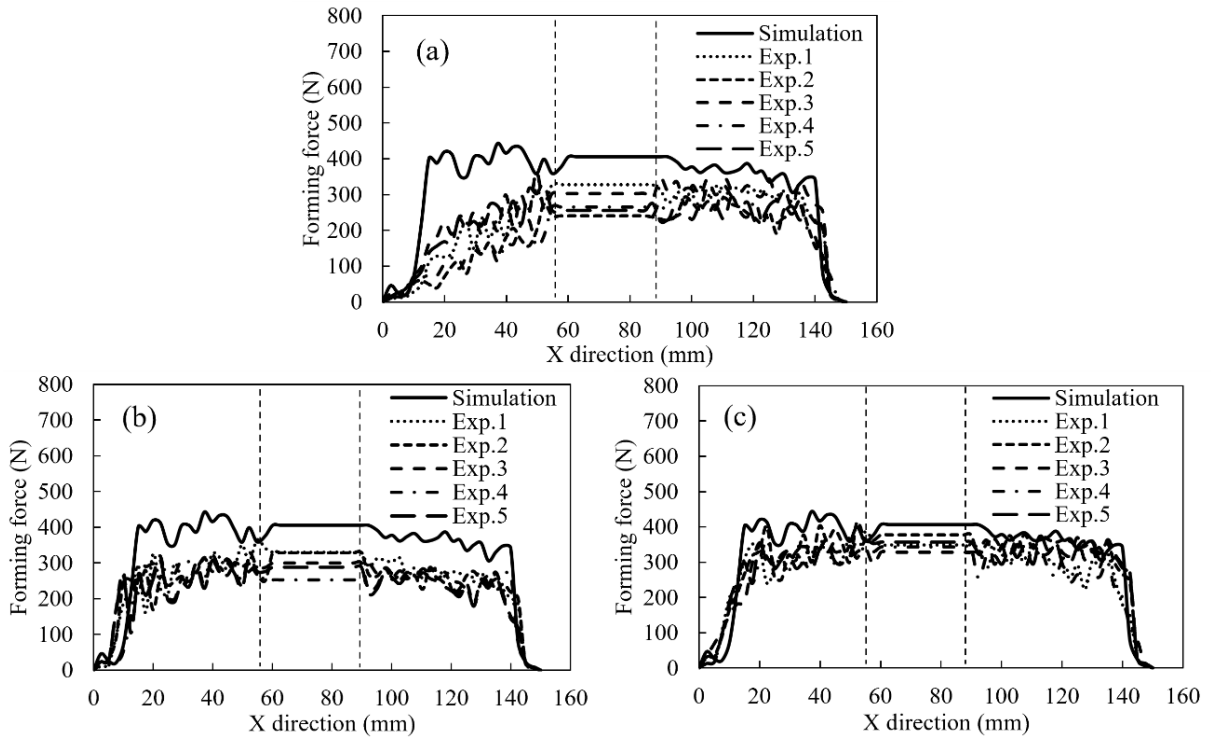 800
700
600
500
400
300
200
100
0
Forming force (N)
(a)
Simulation
Exp.1
Exp.2
Exp.3
Exp.4
Exp.5
0 20 40 60 80 100 120 140 160
X direction (mm)
800
700
600
500
400
300
200
100
0
Forming force (N)
(b)
Simulation
Exp.1
Exp.2
Exp.3
Exp.4
Exp.5
0 20 40 60 80 100 120 140 160
X direction (mm)
800
700
600
500
400
300
200
100
0
Forming force (N)
(c)
Simulation
Exp.1
Exp.2
Exp.3
Exp.4
Exp.5
0 20 40 60 80 100 120 140 160
X direction (mm)